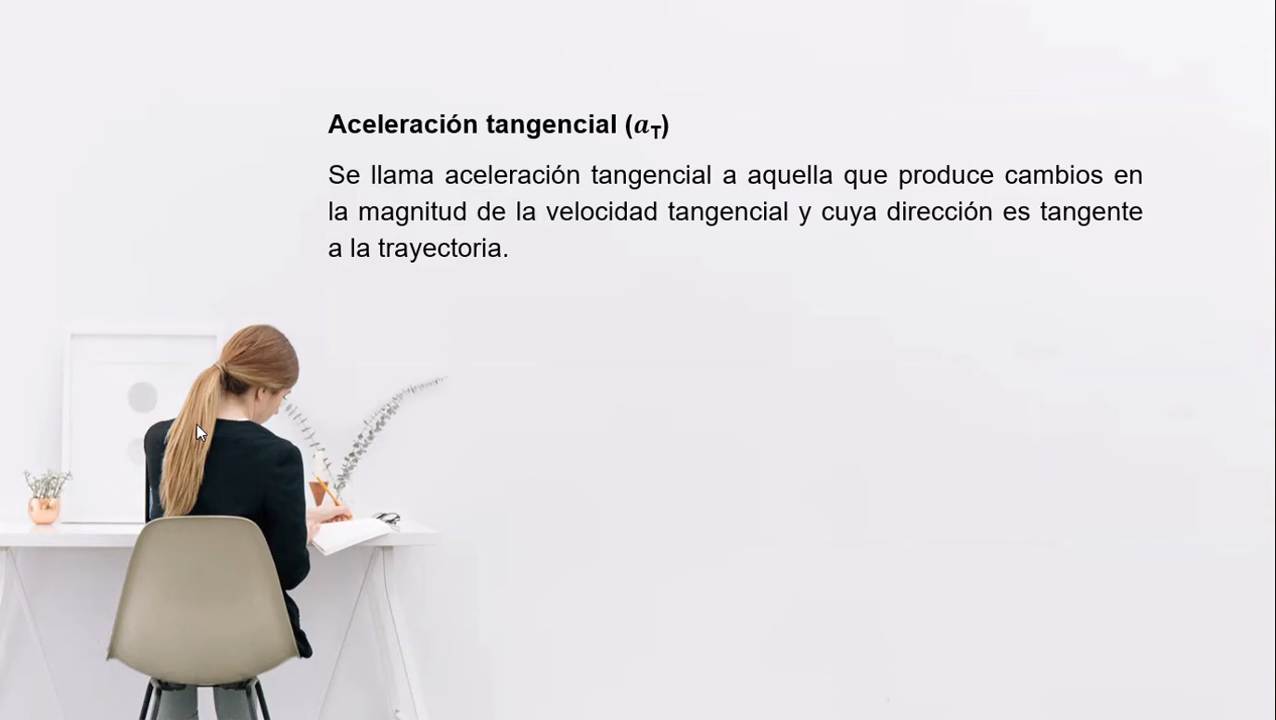 Aceleración tangencial (aT)
Se llama aceleración tangencial a aquella que produce cambios en
la magnitud de la velocidad tangencial y cuya dirección es tangente
a la trayectoria.